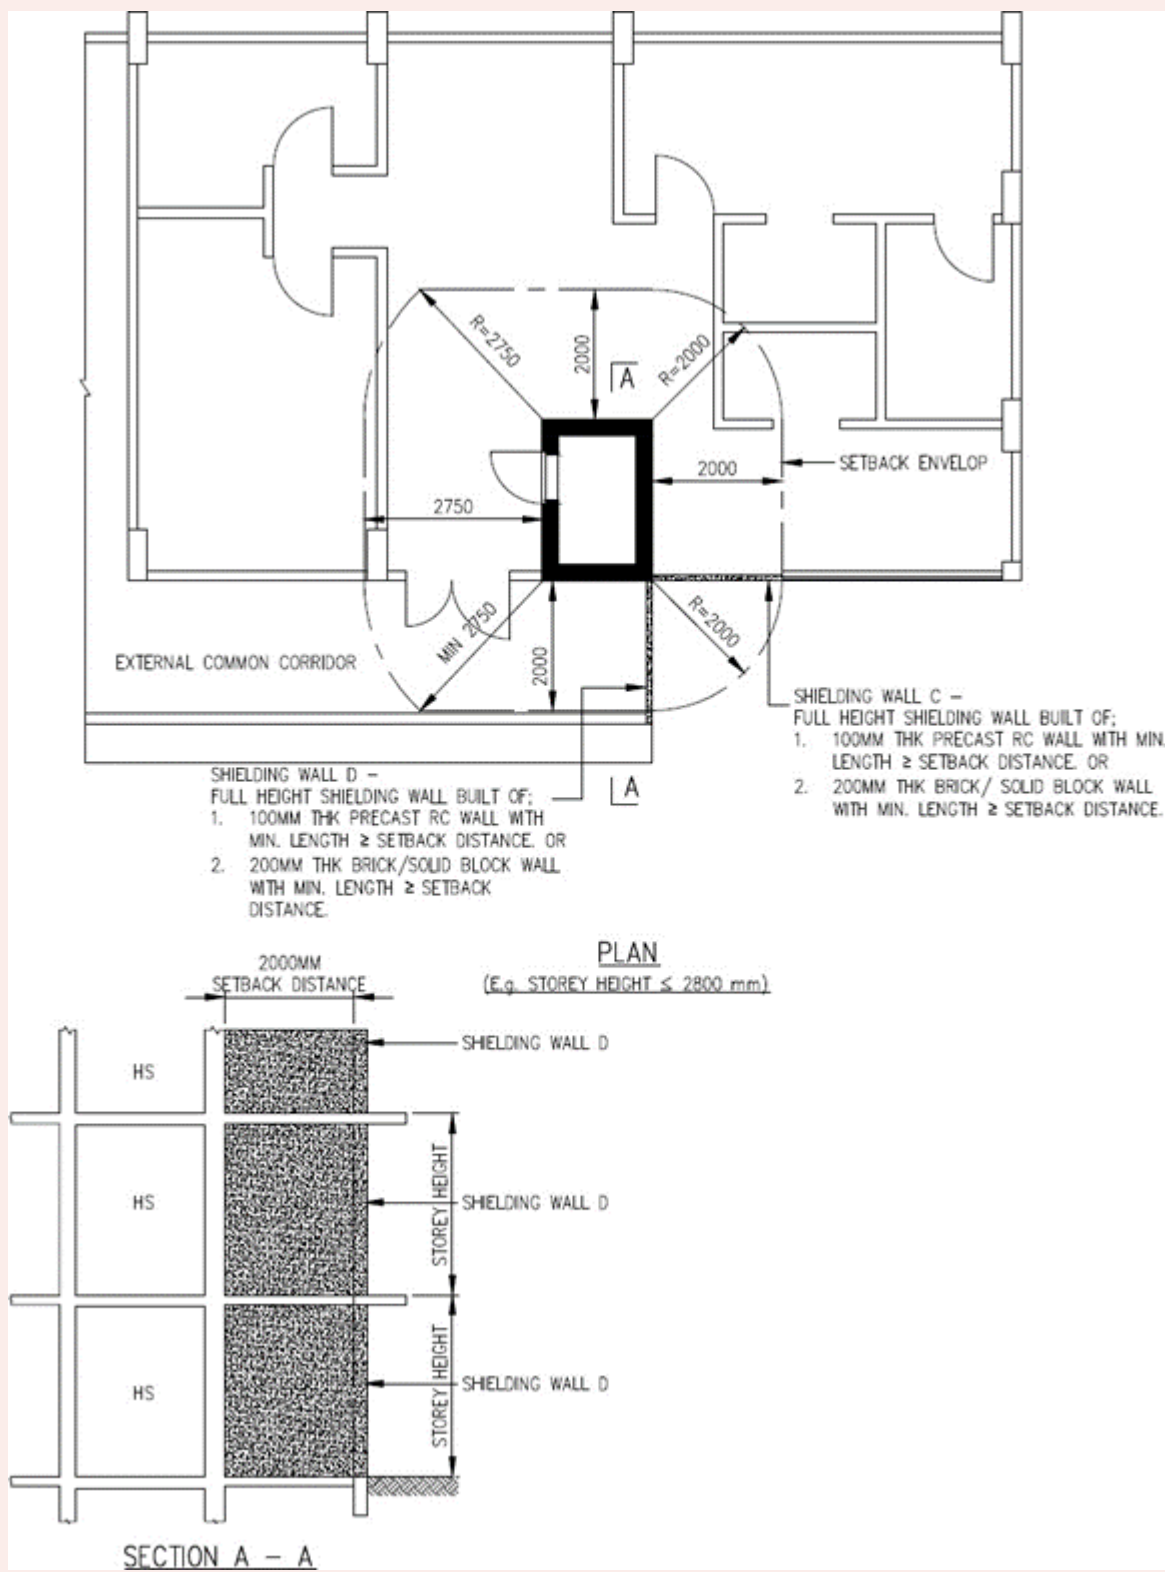 R=2750
2000
A
R=2000
2750
2000
SETBACK ENVELOP
EXTERNAL COMMON CORRIDOR
MIN 2750
2000
R=2000
SHIELDING WALL C –
FULL HEIGHT SHIELDING WALL BUILT OF;
1. 100MM THK PRECAST RC WALL WITH MIN.
LENGTH ≥ SETBACK DISTANCE. OR
2. 200MM THK BRICK/ SOLID BLOCK WALL
WITH MIN. LENGTH ≥ SETBACK DISTANCE.
SHIELDING WALL D –
FULL HEIGHT SHIELDING WALL BUILT OF;
1. 100MM THK PRECAST RC WALL WITH
MIN. LENGTH ≥ SETBACK DISTANCE. OR
2. 200MM THK BRICK/SOLID BLOCK WALL
WITH MIN. LENGTH ≥ SETBACK
DISTANCE.
A
PLAN
(E.g. STOREY HEIGHT ≤ 2800 mm)
2000MM
SETBACK DISTANCE
SHIELDING WALL D
HS
STOREY HEIGHT
HS
SHIELDING WALL D
STOREY HEIGHT
HS
SHIELDING WALL D
SECTION A – A